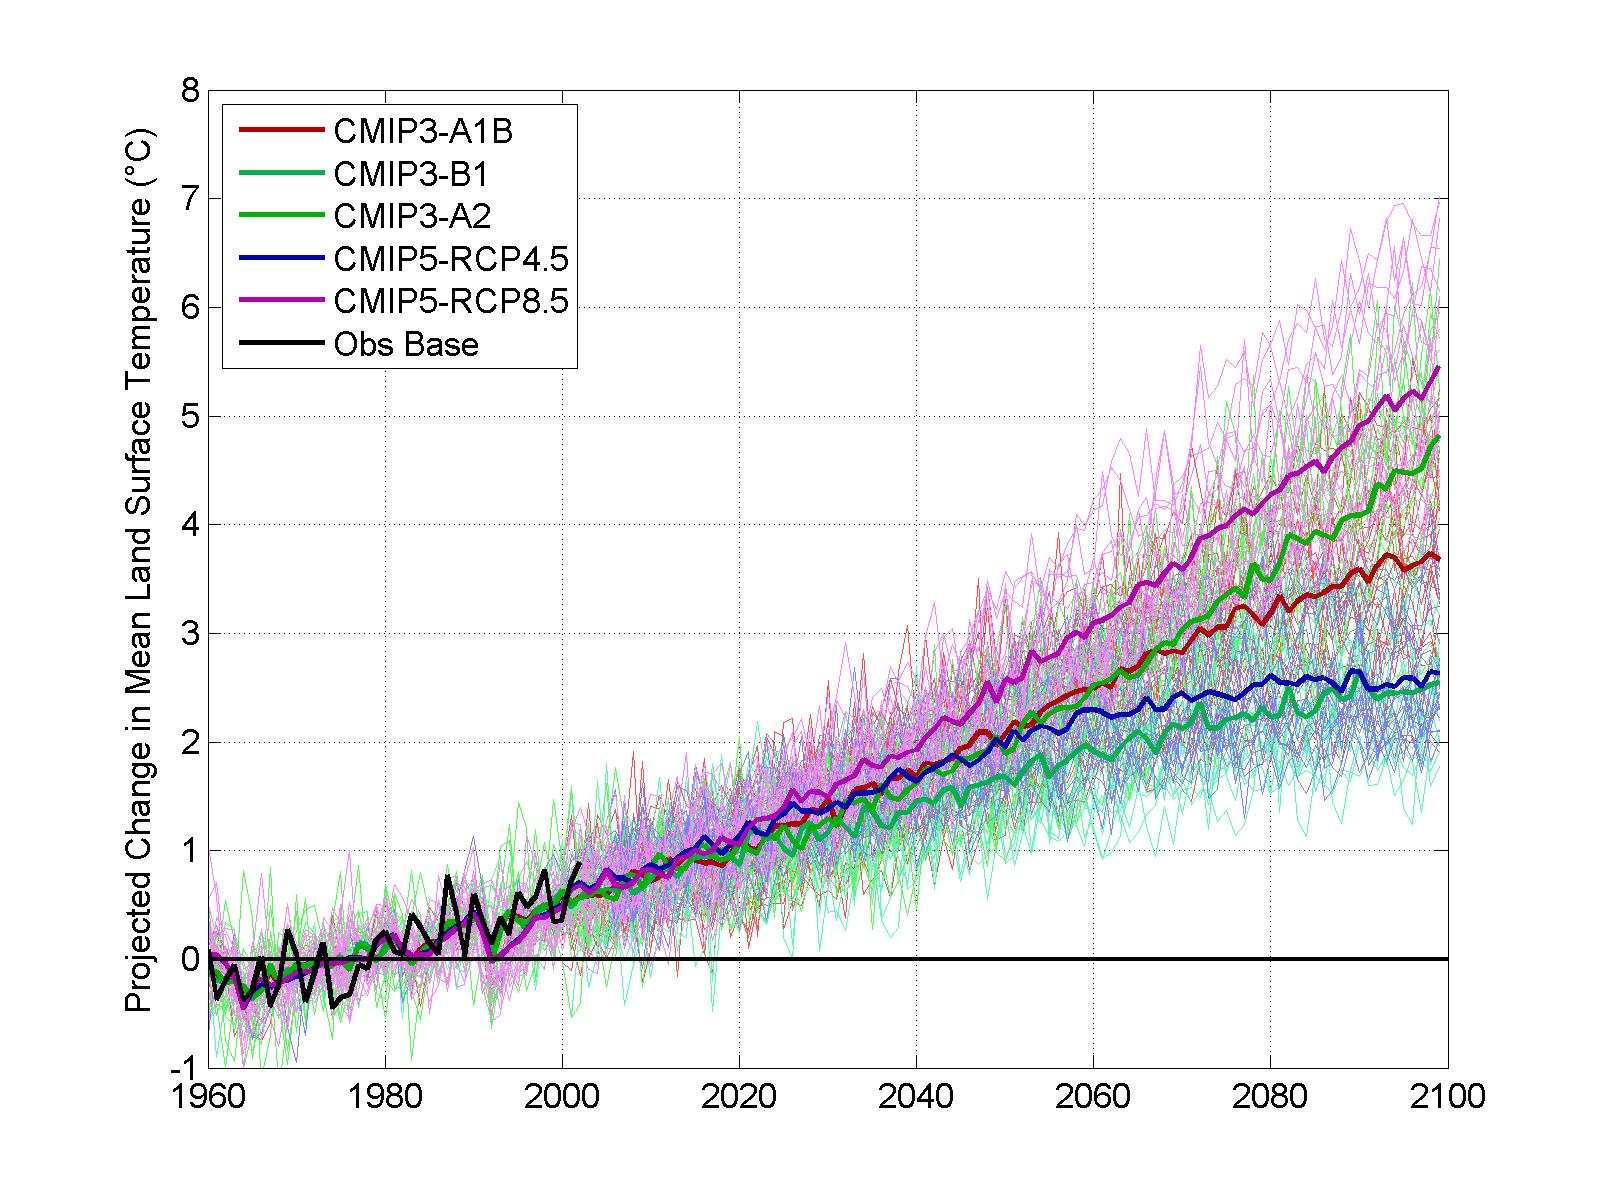 Projected Change in Mean Land Surface Temperature (°C)
8
7
6
5
4
3
2
1
0
-1
CMIP3-A1B
CMIP3-B1
CMIP3-A2
CMIP5-RCP4.5
CMIP5-RCP8.5
Obs Base
1960 1980 2000 2020 2040 2060 2080 2100